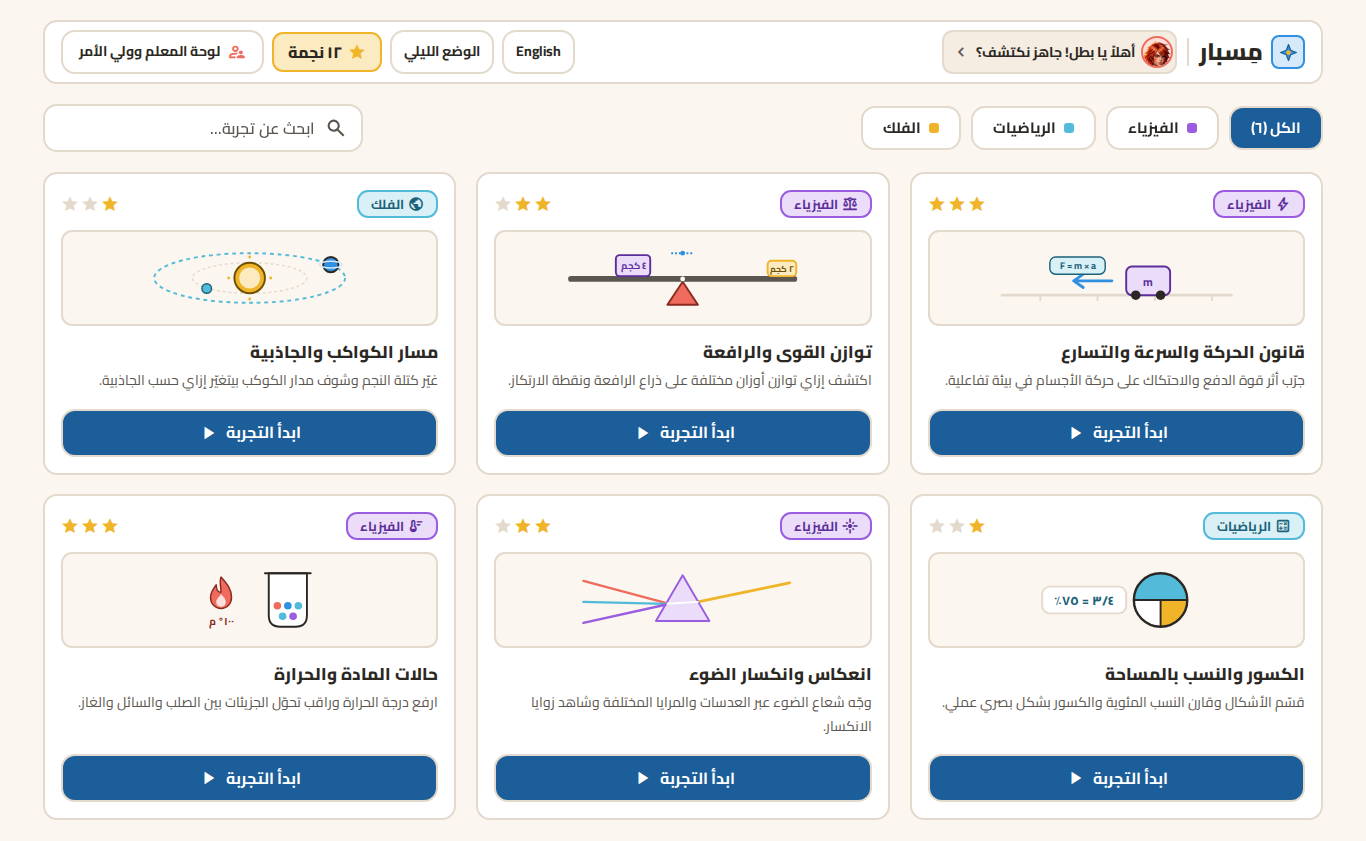 مِسبار
أهلاً يا بطل! جاهز نكتشف؟
English
الوضع الليلي
١٢ نجمة
لوحة المعلم وولي الأمر
الكل (٦)
الفيزياء
الرياضيات
الفلك
ابحث عن تجربة...
الفيزياء
F = m × a
m
قانون الحركة والسرعة والتسارع
جرّب أثر قوة الدفع والاحتكاك على حركة الأجسام في بيئة تفاعلية.
ابدأ التجربة
الفيزياء
٢ كجم
٤ كجم
توازن القوى والرافعة
اكتشف إزاي توازن أوزان مختلفة على ذراع الرافعة ونقطة الارتكاز.
ابدأ التجربة
الفلك
مسار الكواكب والجاذبية
غيّر كتلة النجم وشوف مدار الكوكب بيتغيّر إزاي حسب الجاذبية.
ابدأ التجربة
الرياضيات
٣/٤ = ٧٥٪
الكسور والنسب بالمساحة
قسّم الأشكال وقارن النسب المئوية والكسور بشكل بصري عملي.
ابدأ التجربة
الفيزياء
انعكاس وانكسار الضوء
وجّه شعاع الضوء عبر العدسات والمرايا المختلفة وشاهد زوايا
الانكسار.
ابدأ التجربة
الفيزياء
١٠٠° م
حالات المادة والحرارة
ارفع درجة الحرارة وراقب تحوّل الجزيئات بين الصلب والسائل والغاز.
ابدأ التجربة